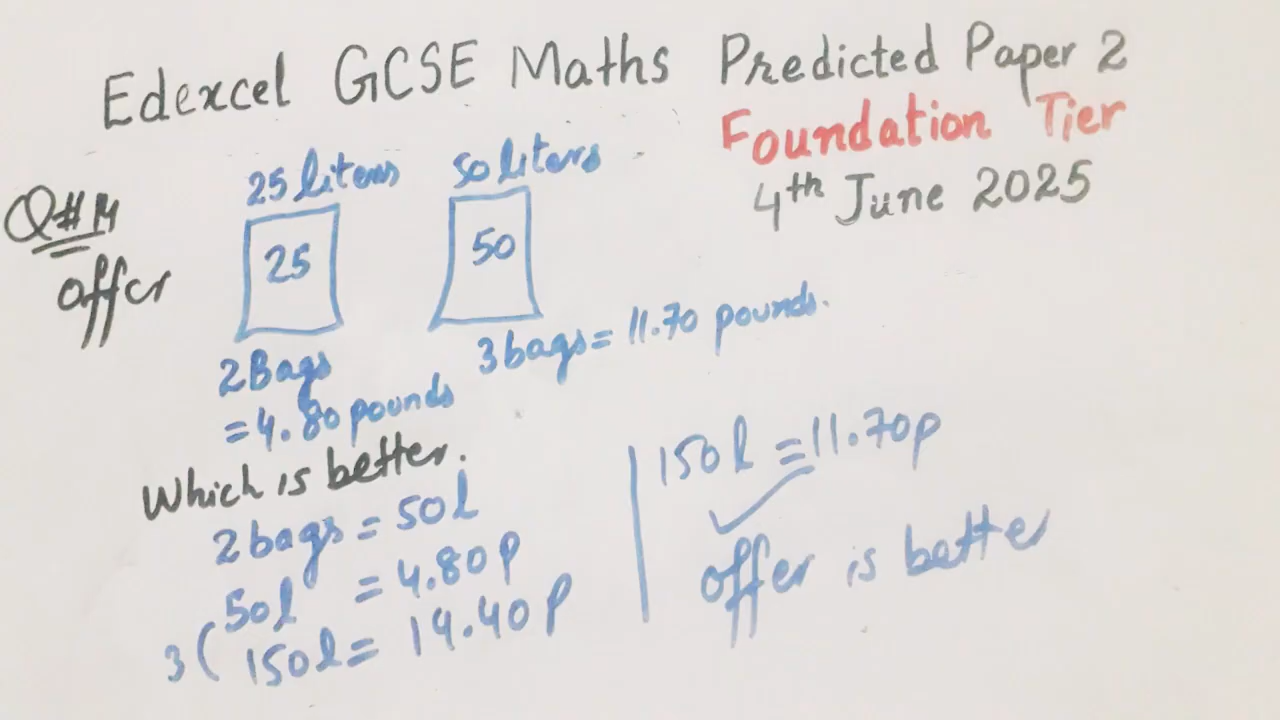 Edexcel GCSE Maths Predicted Paper 2
Foundation Tier
4th June 2025
Q#14
offer
25 liters
50 liters
25
50
2 Bags
= 4.80 pounds
3 bags = 11.70 pounds.
Which is better.
2 bags = 50l
50l = 4.80p
3( 150l = 14.40p
150l = 11.70p
✓
offer is better